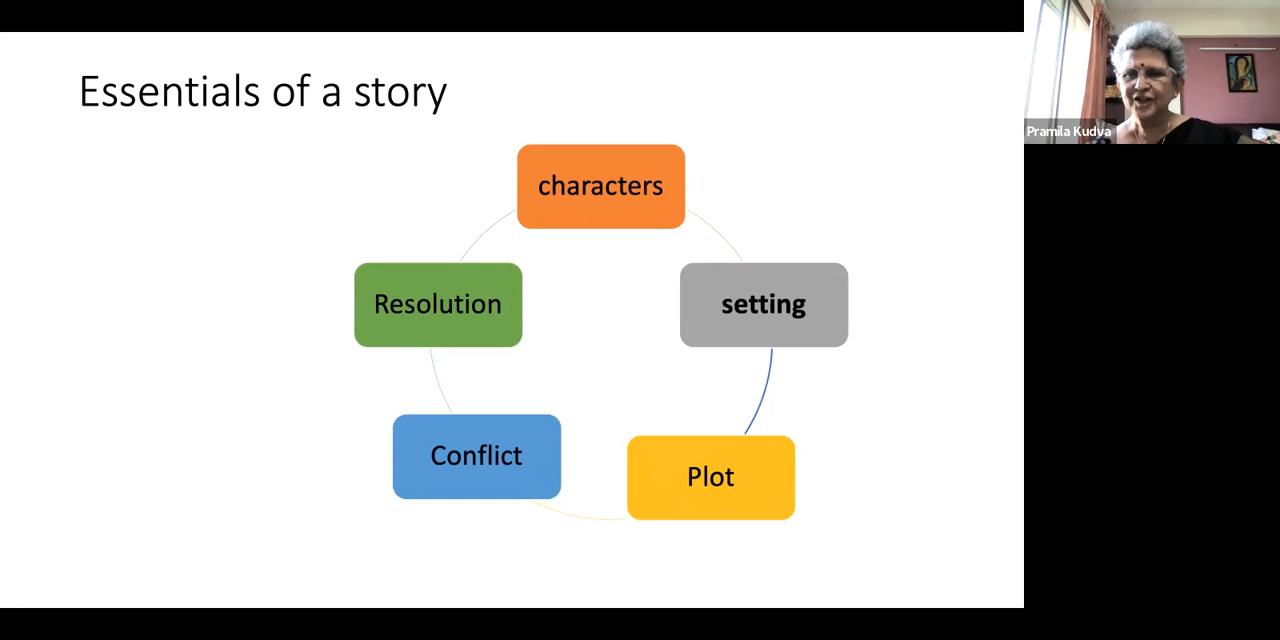 Essentials of a story
characters
setting
Plot
Conflict
Resolution
Pramila Kudva